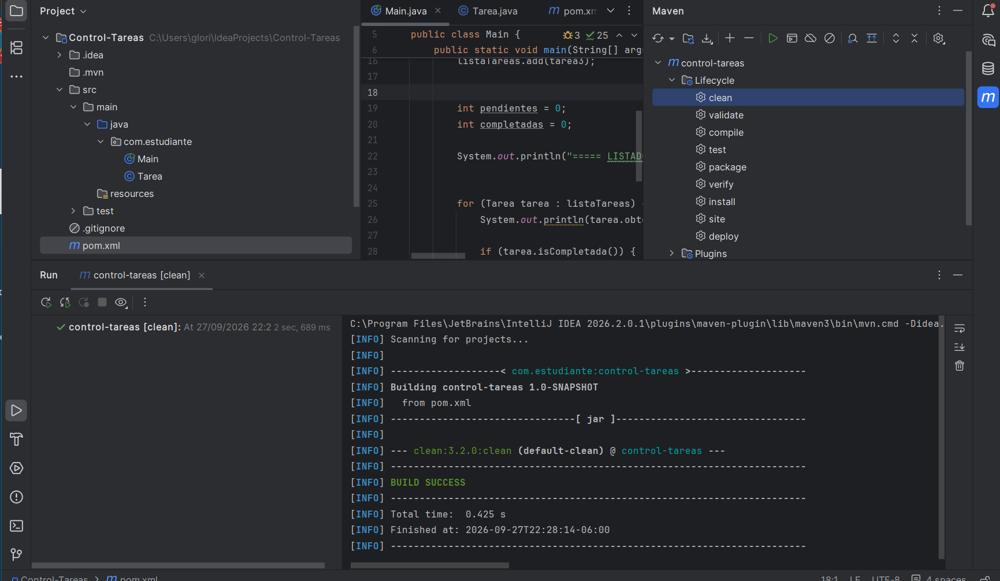 Project
Control-Tareas C:\Users\glori\IdeaProjects\Control-Tareas
.idea
.mvn
src
main
java
com.estudiante
Main
Tarea
resources
test
.gitignore
pom.xml
Main.java
Tarea.java
pom.xm
5 public class Main {
3 25
6 public static void main(String[] args
16 listaTareas.add(tarea3);
17
18
19 int pendientes = 0;
20 int completadas = 0;
21
22 System.out.println("===== LISTAD
23
24
25 for (Tarea tarea : listaTareas) {
26 System.out.println(tarea.obte
27
28 if (tarea.isCompletada()) {
Maven
control-tareas
Lifecycle
clean
validate
compile
test
package
verify
install
site
deploy
Plugins
Run
control-tareas [clean]
control-tareas [clean]: At 27/09/2026 22:2 2 sec, 689 ms
C:\Program Files\JetBrains\IntelliJ IDEA 2026.2.0.1\plugins\maven-plugin\lib\maven3\bin\mvn.cmd -Didea.
[INFO] Scanning for projects...
[INFO]
[INFO] -------------------< com.estudiante:control-tareas >--------------------
[INFO] Building control-tareas 1.0-SNAPSHOT
[INFO]   from pom.xml
[INFO] --------------------------------[ jar ]---------------------------------
[INFO]
[INFO] --- clean:3.2.0:clean (default-clean) @ control-tareas ---
[INFO] ------------------------------------------------------------------------
[INFO] BUILD SUCCESS
[INFO] ------------------------------------------------------------------------
[INFO] Total time:  0.425 s
[INFO] Finished at: 2026-09-27T22:28:14-06:00
[INFO] ------------------------------------------------------------------------
Control-Tareas > pom.xml
18:1 LF UTF-8 4 spaces